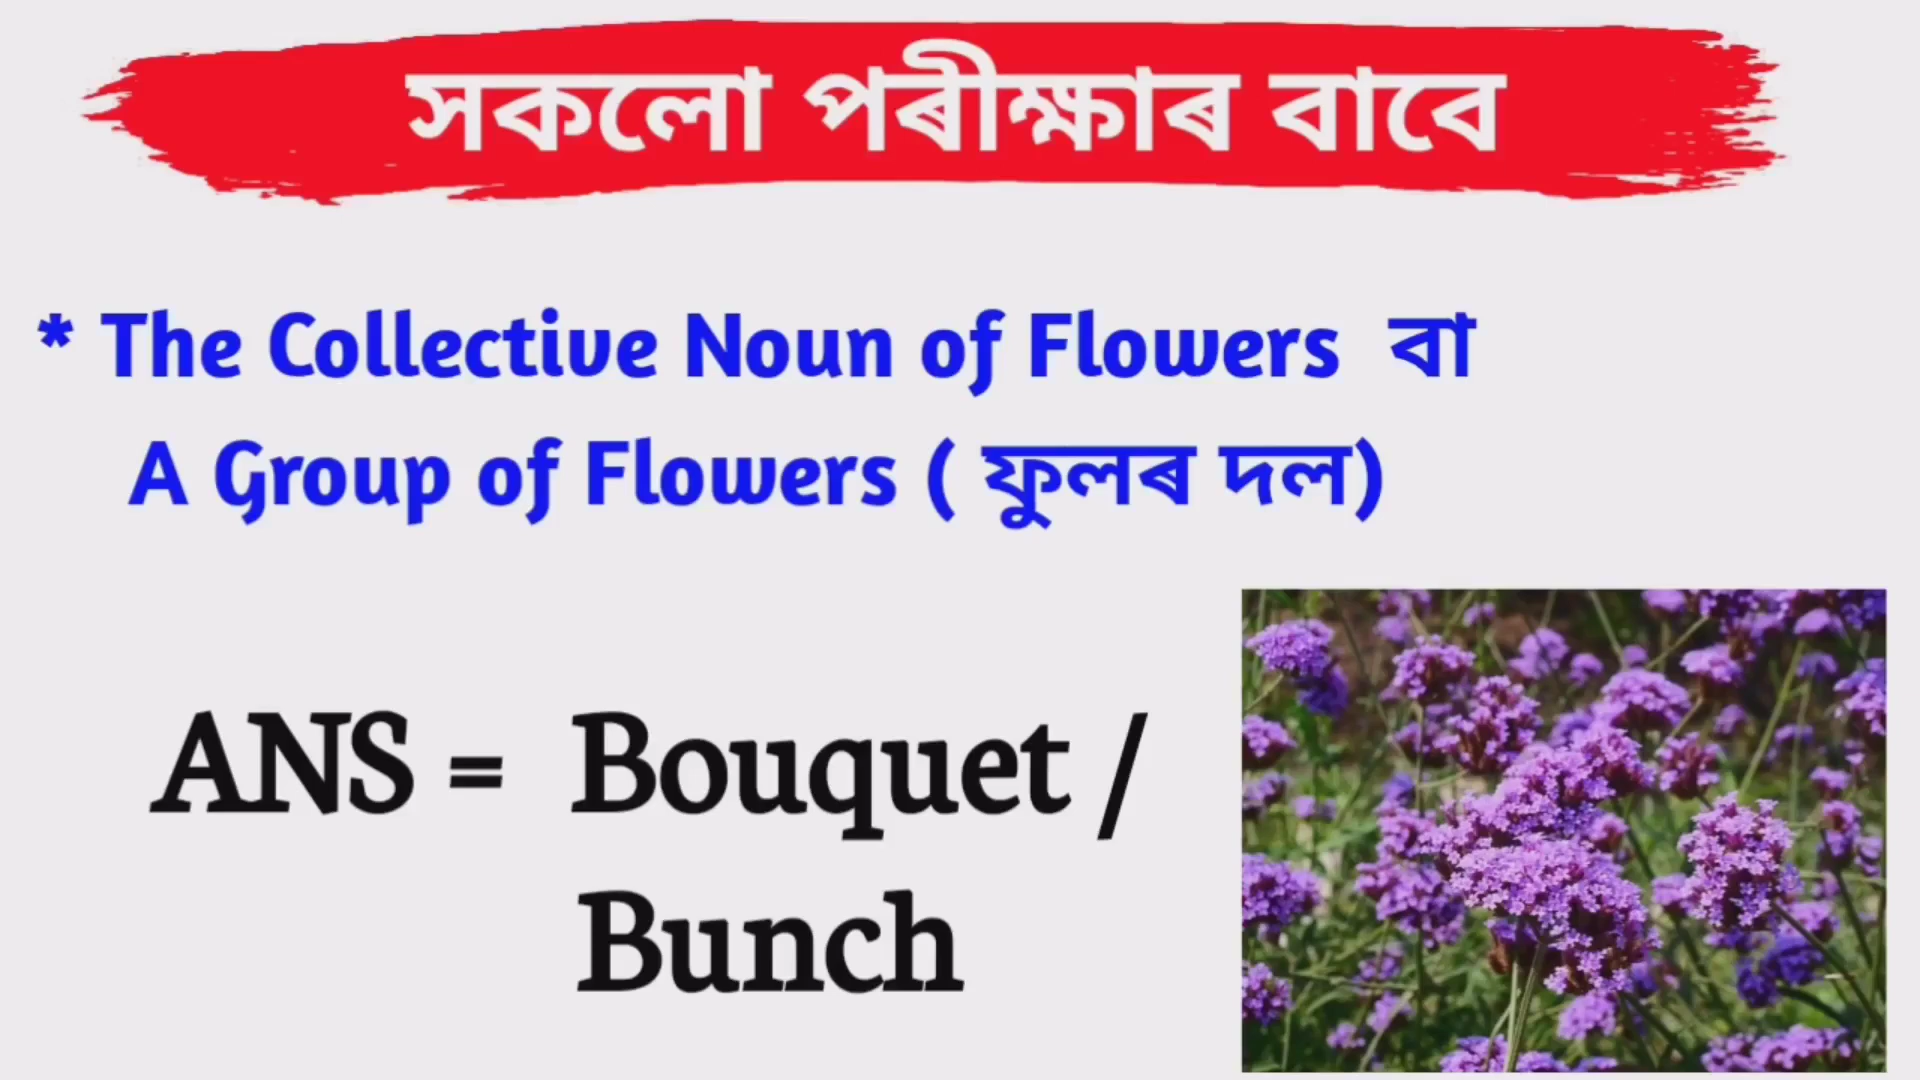 সকলো পৰীক্ষাৰ বাবে
* The Collective Noun of Flowers বা
A Group of Flowers ( ফুলৰ দল)
ANS = Bouquet /
Bunch